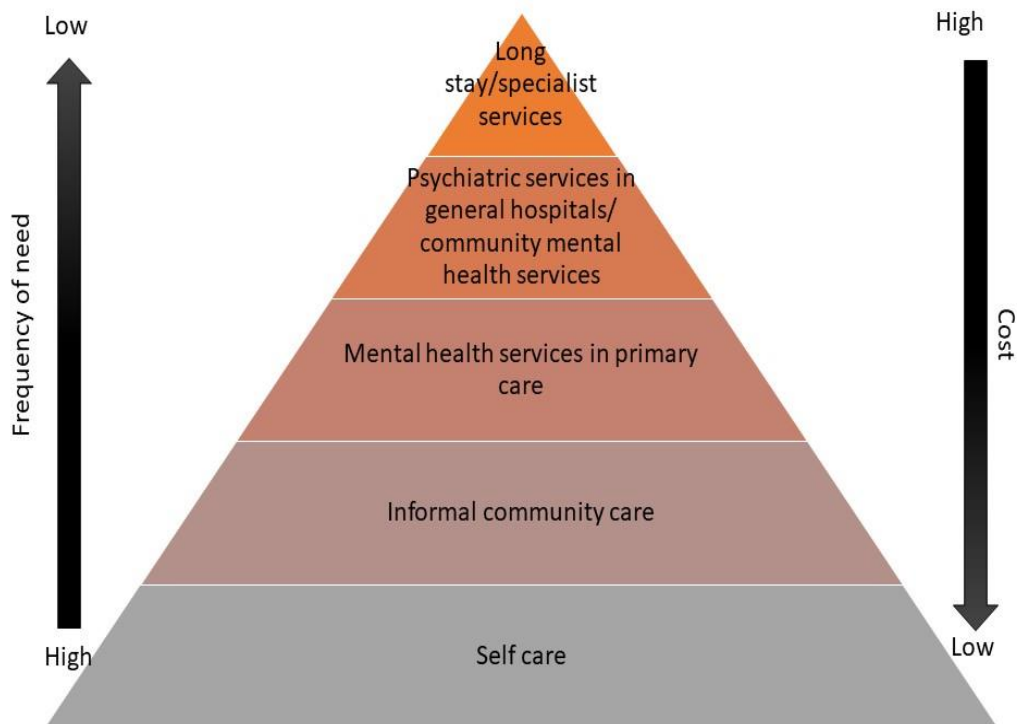 Low
High
Long
stay/specialist
services
Psychiatric services in
general hospitals/
community mental
health services
Frequency of need
Cost
Mental health services in primary
care
Informal community care
High
Low
Self care